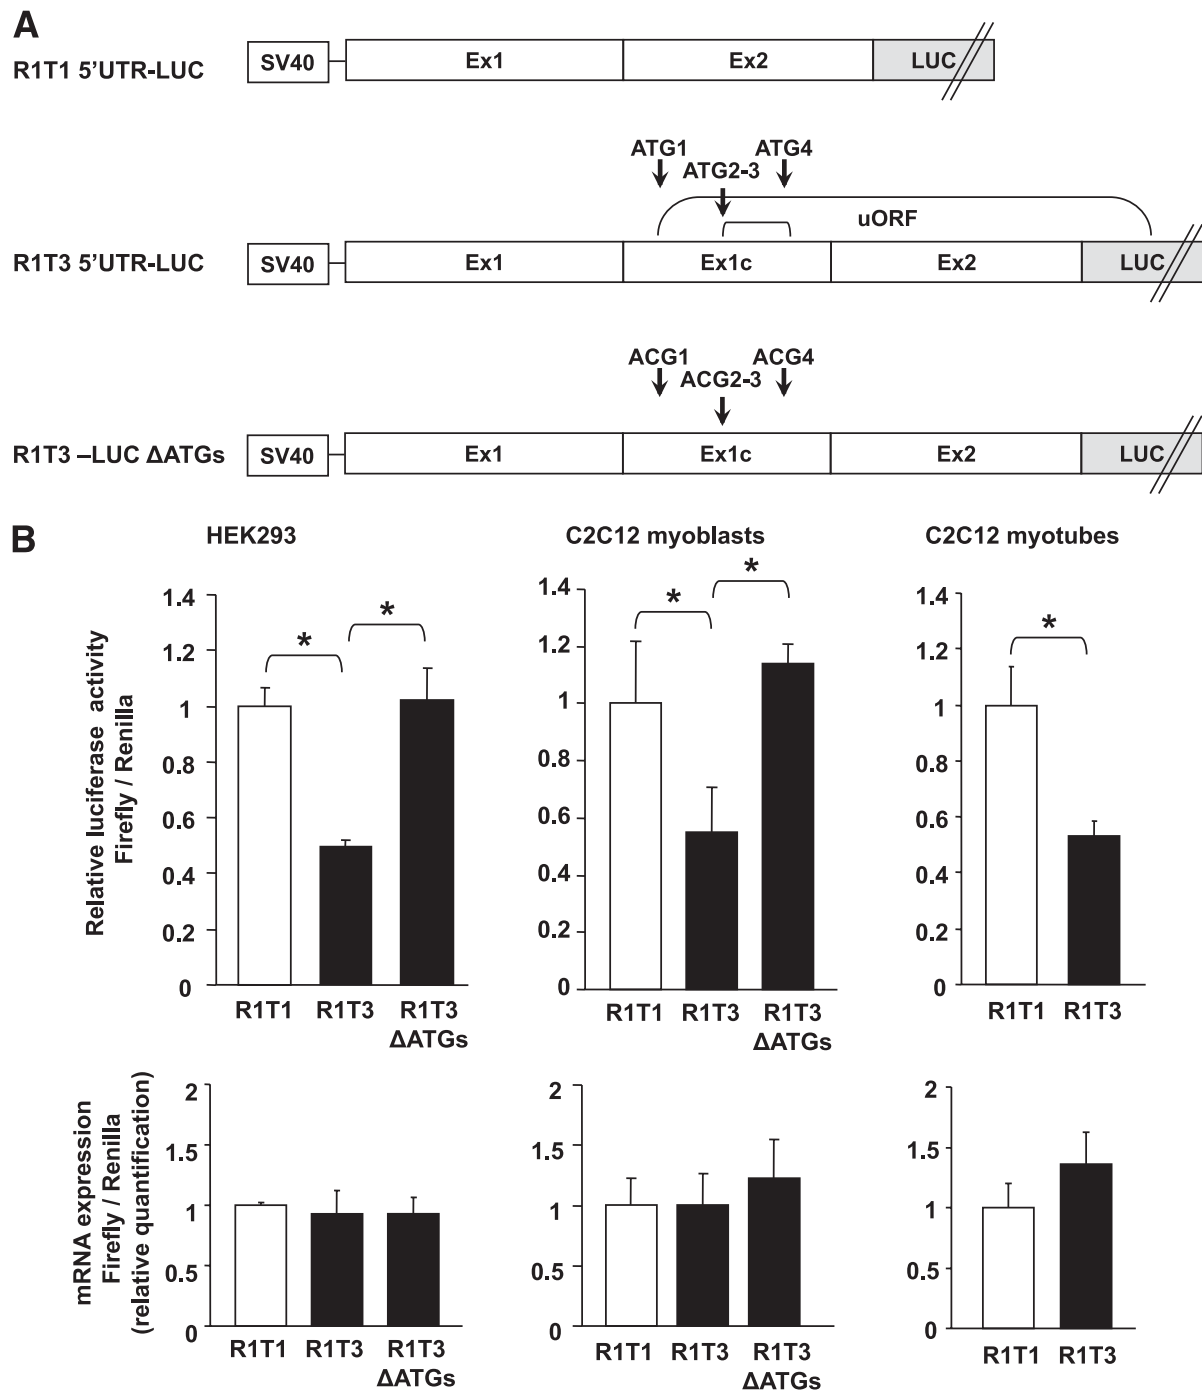 A
R1T1 5’UTR-LUC
SV40 Ex1 Ex2 LUC
ATG1 ATG4
ATG2-3
uORF
R1T3 5’UTR-LUC
SV40 Ex1 Ex1c Ex2 LUC
ACG1 ACG4
ACG2-3
R1T3 –LUC ΔATGs
SV40 Ex1 Ex1c Ex2 LUC
B
HEK293
Relative luciferase activity
Firefly / Renilla
1.4
1.2
1
0.8
0.6
0.4
0.2
0
* *
R1T1 R1T3 R1T3
ΔATGs
C2C12 myoblasts
1.4
1.2
1
0.8
0.6
0.4
0.2
0
* *
R1T1 R1T3 R1T3
ΔATGs
C2C12 myotubes
1.4
1.2
1
0.8
0.6
0.4
0.2
0
*
R1T1 R1T3
mRNA expression
Firefly / Renilla
(relative quantification)
2
1.5
1
0.5
0
R1T1 R1T3 R1T3
ΔATGs
2
1.5
1
0.5
0
R1T1 R1T3 R1T3
ΔATGs
2
1.5
1
0.5
0
R1T1 R1T3